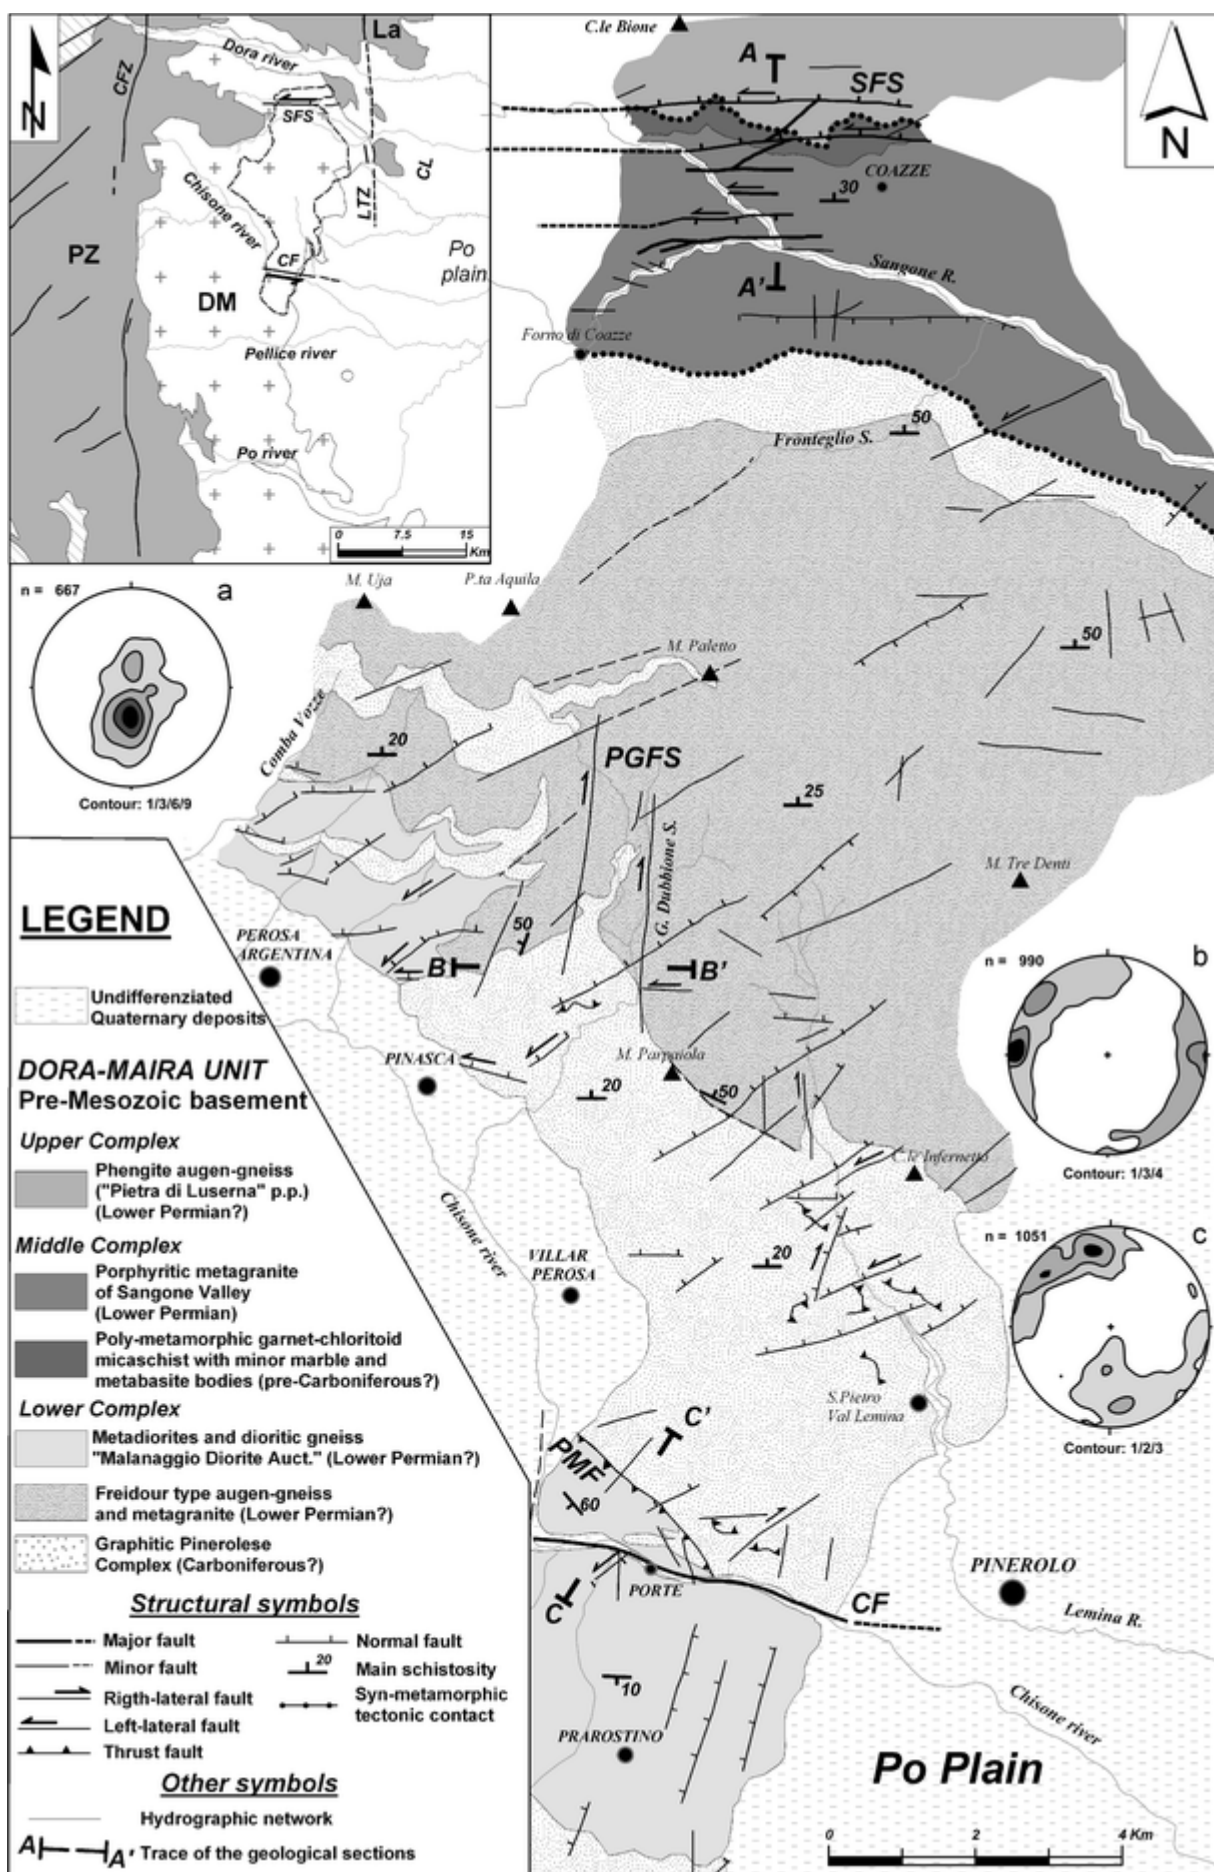 N
Dora river
La
CFZ
SFS
CL
LTZ
Chisone river
PZ
CF
Po
plain
DM
Pellice river
Po river
0 7.5 15
Km
C.le Bione
A
SFS
N
COAZZE
30
Sangone R.
A'
Forno di Coazze
50
Fronteglio S.
n = 667
a
Contour: 1/3/6/9
M. Uja
P.ta Aquila
M. Paletto
50
Comba Vozze
20
PGFS
25
G. Dubbione S.
M. Tre Denti
50
PEROSA
ARGENTINA
B
B'
n = 990
b
Contour: 1/3/4
PINASCA
M. Parpaiola
20
50
C.le Infernetto
Chisone river
VILLAR
PEROSA
20
n = 1051
c
Contour: 1/2/3
S.Pietro
Val Lemina
C'
PMF
60
PINEROLO
PORTE
C
CF
Lemina R.
10
PRAROSTINO
Chisone river
Po Plain
0 2 4 Km
LEGEND
Undifferenziated
Quaternary deposits
DORA-MAIRA UNIT
Pre-Mesozoic basement
Upper Complex
Phengite augen-gneiss
("Pietra di Luserna" p.p.)
(Lower Permian?)
Middle Complex
Porphyritic metagranite
of Sangone Valley
(Lower Permian)
Poly-metamorphic garnet-chloritoid
micaschist with minor marble and
metabasite bodies (pre-Carboniferous?)
Lower Complex
Metadiorites and dioritic gneiss
"Malanaggio Diorite Auct." (Lower Permian?)
Freidour type augen-gneiss
and metagranite (Lower Permian?)
Graphitic Pinerolese
Complex (Carboniferous?)
Structural symbols
Major fault
Minor fault
Rigth-lateral fault
Left-lateral fault
Thrust fault
Normal fault
20
Main schistosity
Syn-metamorphic
tectonic contact
Other symbols
Hydrographic network
A A' Trace of the geological sections